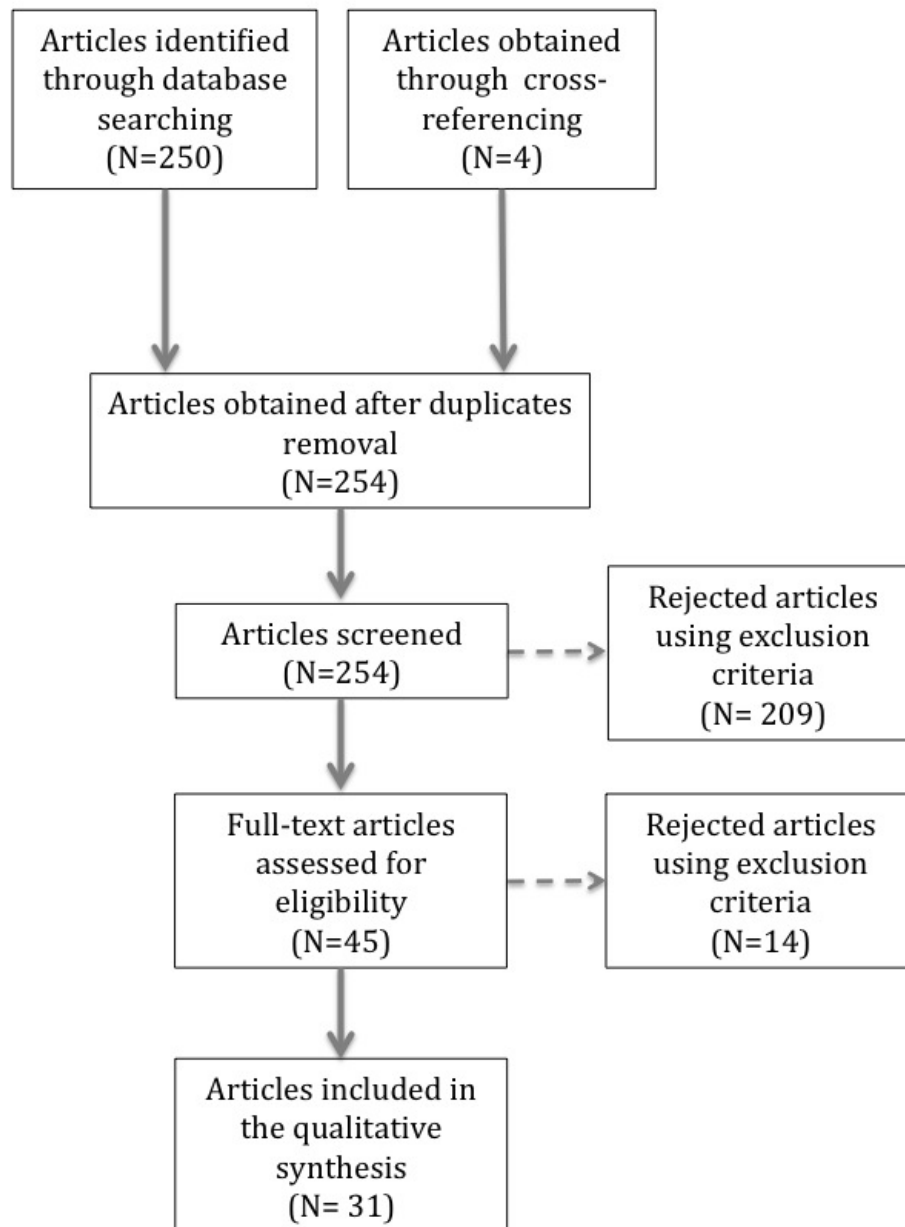 Articles identified
through database
searching
(N=250)
Articles obtained
through cross-
referencing
(N=4)
Articles obtained after duplicates
removal
(N=254)
Articles screened
(N=254)
Rejected articles
using exclusion
criteria
(N= 209)
Full-text articles
assessed for
eligibility
(N=45)
Rejected articles
using exclusion
criteria
(N=14)
Articles included in
the qualitative
synthesis
(N= 31)